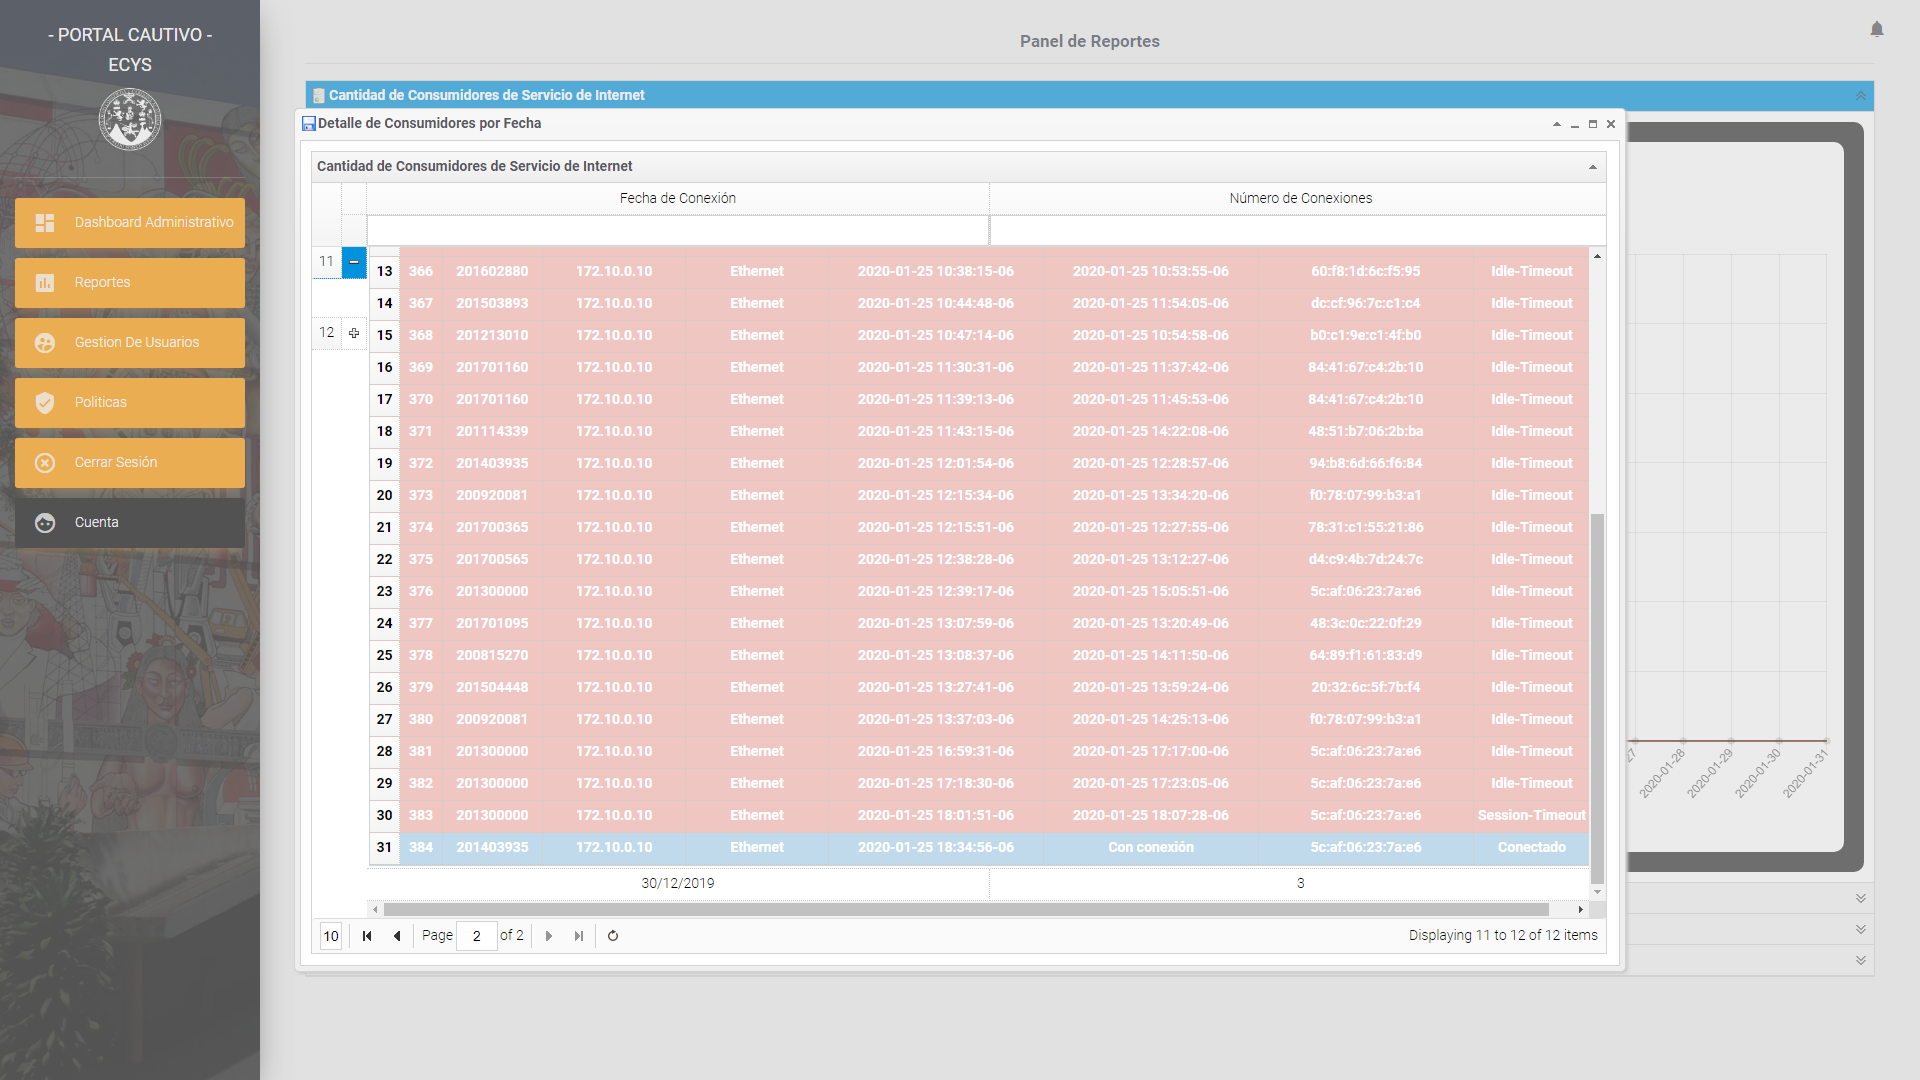 - PORTAL CAUTIVO -
ECYS
Dashboard Administrativo
Reportes
Gestion De Usuarios
Politicas
Cerrar Sesión
Cuenta
Panel de Reportes
Cantidad de Consumidores de Servicio de Internet
Detalle de Consumidores por Fecha
Cantidad de Consumidores de Servicio de Internet
Fecha de Conexión Número de Conexiones
11
12
13 366 201602880 172.10.0.10 Ethernet 2020-01-25 10:38:15-06 2020-01-25 10:53:55-06 60:f8:1d:6c:f5:95 Idle-Timeout
14 367 201503893 172.10.0.10 Ethernet 2020-01-25 10:44:48-06 2020-01-25 11:54:05-06 dc:cf:96:7c:c1:c4 Idle-Timeout
15 368 201213010 172.10.0.10 Ethernet 2020-01-25 10:47:14-06 2020-01-25 10:54:58-06 b0:c1:9e:c1:4f:b0 Idle-Timeout
16 369 201701160 172.10.0.10 Ethernet 2020-01-25 11:30:31-06 2020-01-25 11:37:42-06 84:41:67:c4:2b:10 Idle-Timeout
17 370 201701160 172.10.0.10 Ethernet 2020-01-25 11:39:13-06 2020-01-25 11:45:53-06 84:41:67:c4:2b:10 Idle-Timeout
18 371 201114339 172.10.0.10 Ethernet 2020-01-25 11:43:15-06 2020-01-25 14:22:08-06 48:51:b7:06:2b:ba Idle-Timeout
19 372 201403935 172.10.0.10 Ethernet 2020-01-25 12:01:54-06 2020-01-25 12:28:57-06 94:b8:6d:66:f6:84 Idle-Timeout
20 373 200920081 172.10.0.10 Ethernet 2020-01-25 12:15:34-06 2020-01-25 13:34:20-06 f0:78:07:99:b3:a1 Idle-Timeout
21 374 201700365 172.10.0.10 Ethernet 2020-01-25 12:15:51-06 2020-01-25 12:27:55-06 78:31:c1:55:21:86 Idle-Timeout
22 375 201700565 172.10.0.10 Ethernet 2020-01-25 12:38:28-06 2020-01-25 13:12:27-06 d4:c9:4b:7d:24:7c Idle-Timeout
23 376 201300000 172.10.0.10 Ethernet 2020-01-25 12:39:17-06 2020-01-25 15:05:51-06 5c:af:06:23:7a:e6 Idle-Timeout
24 377 201701095 172.10.0.10 Ethernet 2020-01-25 13:07:59-06 2020-01-25 13:20:49-06 48:3c:0c:22:0f:29 Idle-Timeout
25 378 200815270 172.10.0.10 Ethernet 2020-01-25 13:08:37-06 2020-01-25 14:11:50-06 64:89:f1:61:83:d9 Idle-Timeout
26 379 201504448 172.10.0.10 Ethernet 2020-01-25 13:27:41-06 2020-01-25 13:59:24-06 20:32:6c:5f:7b:f4 Idle-Timeout
27 380 200920081 172.10.0.10 Ethernet 2020-01-25 13:37:03-06 2020-01-25 14:25:13-06 f0:78:07:99:b3:a1 Idle-Timeout
28 381 201300000 172.10.0.10 Ethernet 2020-01-25 16:59:31-06 2020-01-25 17:17:00-06 5c:af:06:23:7a:e6 Idle-Timeout
29 382 201300000 172.10.0.10 Ethernet 2020-01-25 17:18:30-06 2020-01-25 17:23:05-06 5c:af:06:23:7a:e6 Idle-Timeout
30 383 201300000 172.10.0.10 Ethernet 2020-01-25 18:01:51-06 2020-01-25 18:07:28-06 5c:af:06:23:7a:e6 Session-Timeout
31 384 201403935 172.10.0.10 Ethernet 2020-01-25 18:34:56-06 Con conexión 5c:af:06:23:7a:e6 Conectado
30/12/2019 3
10 Page 2 of 2 Displaying 11 to 12 of 12 items
27
2020-01-28
2020-01-29
2020-01-30
2020-01-31